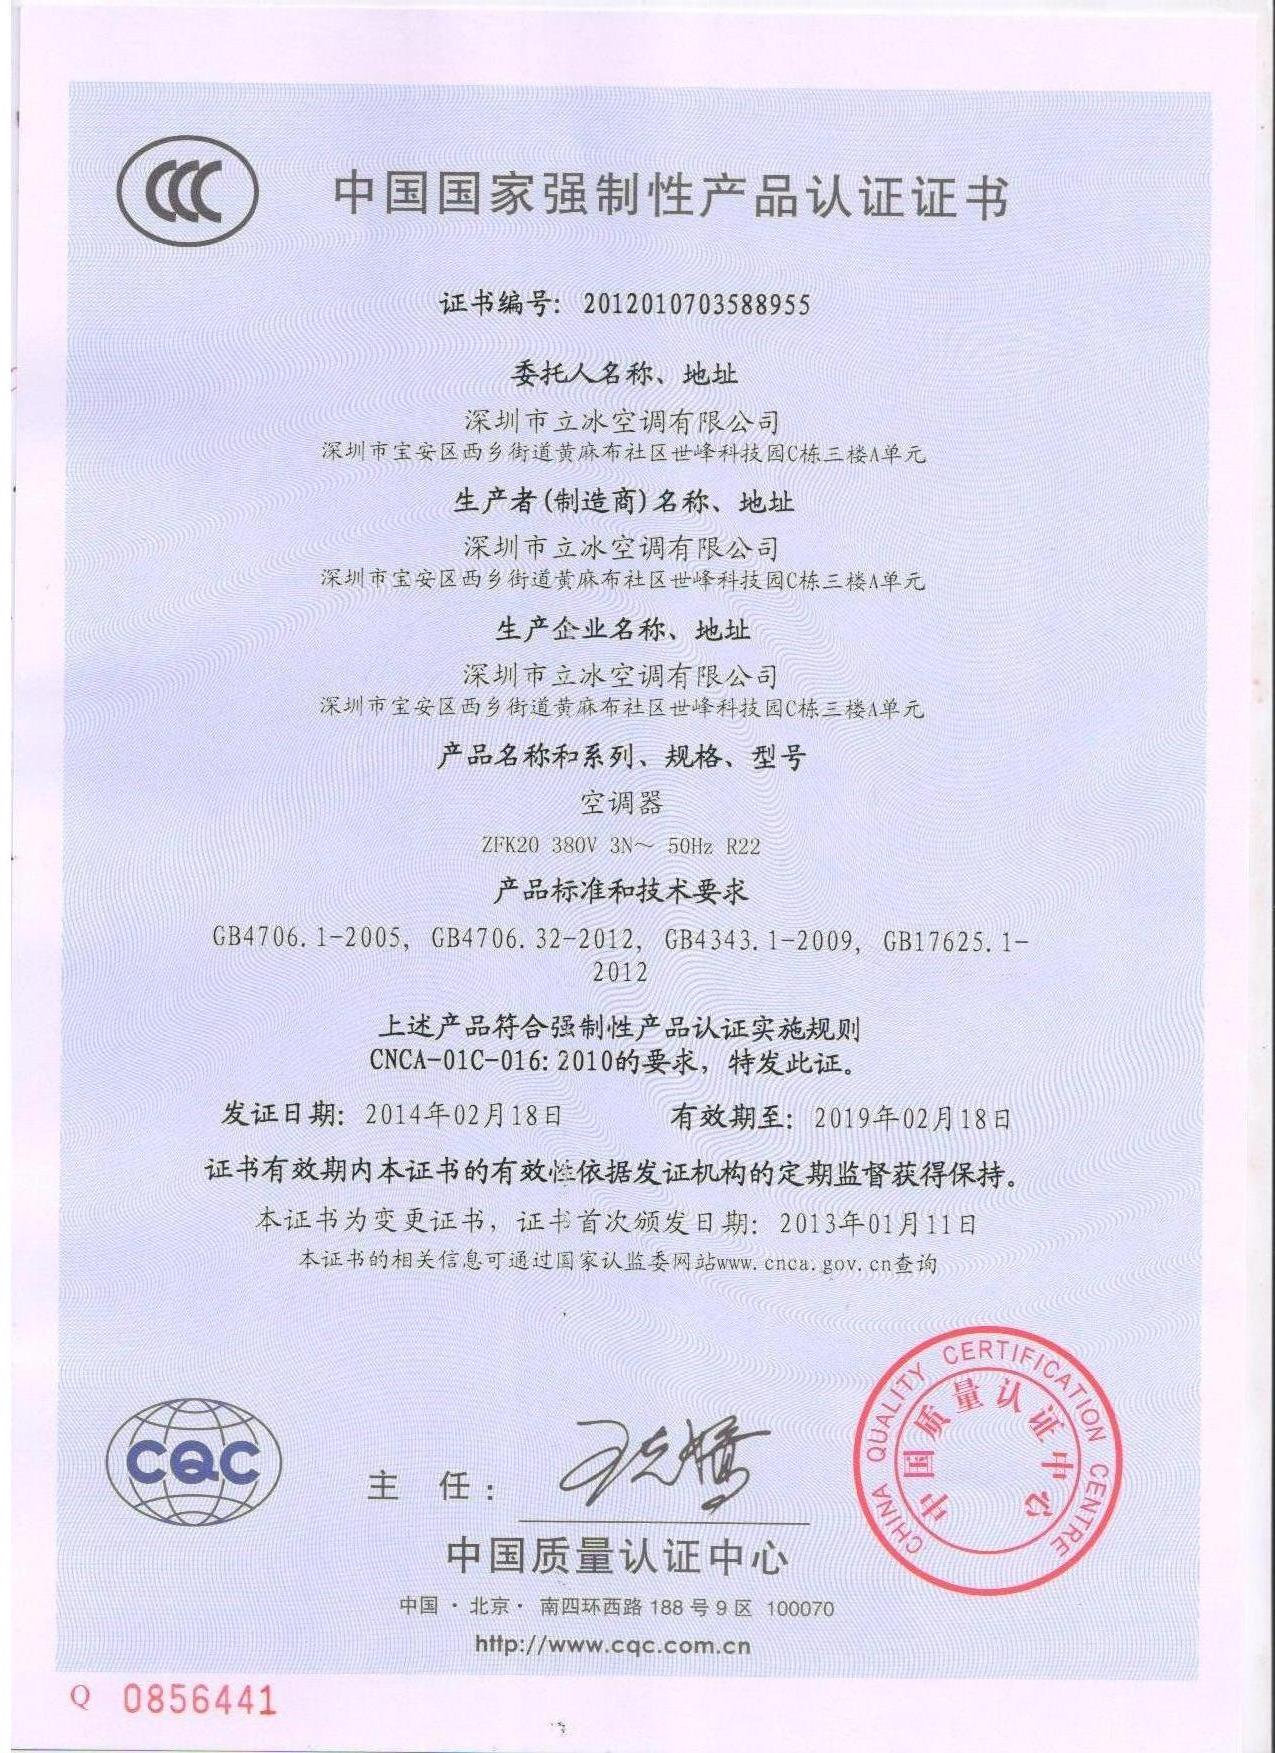 CCC
中国国家强制性产品认证证书
证书编号: 2012010703588955
委托人名称、地址
深圳市立冰空调有限公司
深圳市宝安区西乡街道黄麻布社区世峰科技园C栋三楼A单元
生产者(制造商)名称、地址
深圳市立冰空调有限公司
深圳市宝安区西乡街道黄麻布社区世峰科技园C栋三楼A单元
生产企业名称、地址
深圳市立冰空调有限公司
深圳市宝安区西乡街道黄麻布社区世峰科技园C栋三楼A单元
产品名称和系列、规格、型号
空调器
ZFK20 380V 3N～ 50Hz R22
产品标准和技术要求
GB4706.1-2005, GB4706.32-2012, GB4343.1-2009, GB17625.1-
2012
上述产品符合强制性产品认证实施规则
CNCA-01C-016:2010的要求，特发此证。
发证日期: 2014年02月18日 有效期至: 2019年02月18日
证书有效期内本证书的有效性依据发证机构的定期监督获得保持。
本证书为变更证书，证书首次颁发日期: 2013年01月11日
本证书的相关信息可通过国家认监委网站www.cnca.gov.cn查询
CHINA QUALITY CERTIFICATION CENTRE
中国质量认证中心
CQC
主 任:
中国质量认证中心
中国·北京· 南四环西路188号9区 100070
http://www.cqc.com.cn
Q 0856441